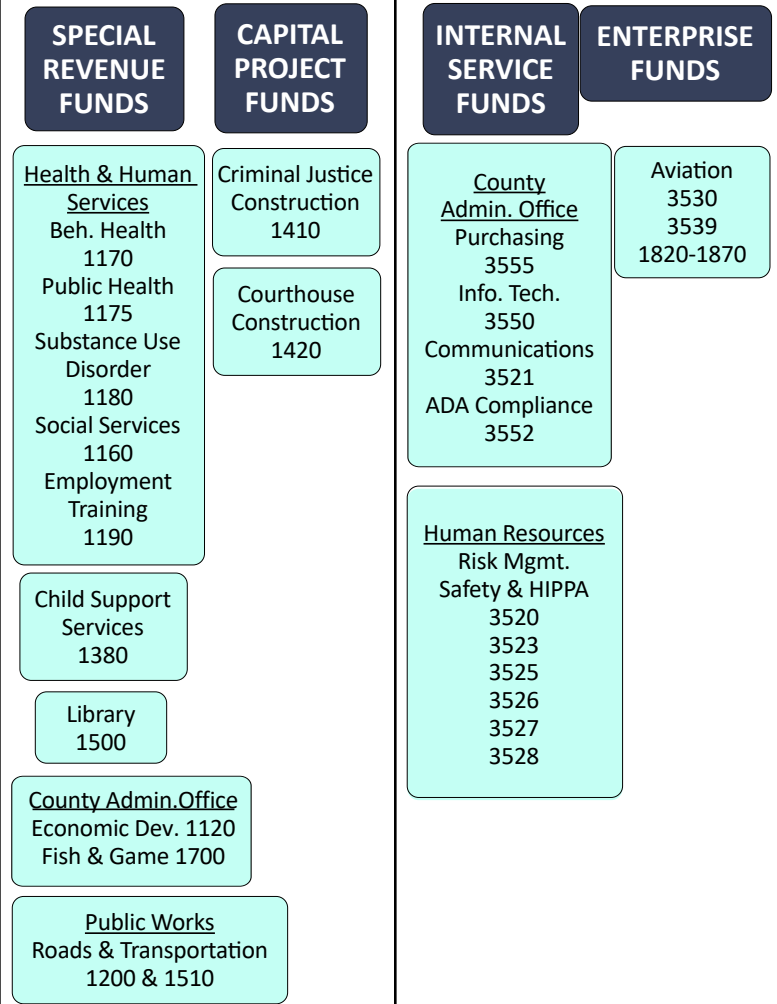 SPECIAL
REVENUE
FUNDS
Health & Human
Services
Beh. Health
1170
Public Health
1175
Substance Use
Disorder
1180
Social Services
1160
Employment
Training
1190
Child Support
Services
1380
Library
1500
County Admin.Office
Economic Dev. 1120
Fish & Game 1700
Public Works
Roads & Transportation
1200 & 1510
CAPITAL
PROJECT
FUNDS
Criminal Justice
Construction
1410
Courthouse
Construction
1420
INTERNAL
SERVICE
FUNDS
County
Admin. Office
Purchasing
3555
Info. Tech.
3550
Communications
3521
ADA Compliance
3552
Human Resources
Risk Mgmt.
Safety & HIPPA
3520
3523
3525
3526
3527
3528
ENTERPRISE
FUNDS
Aviation
3530
3539
1820-1870